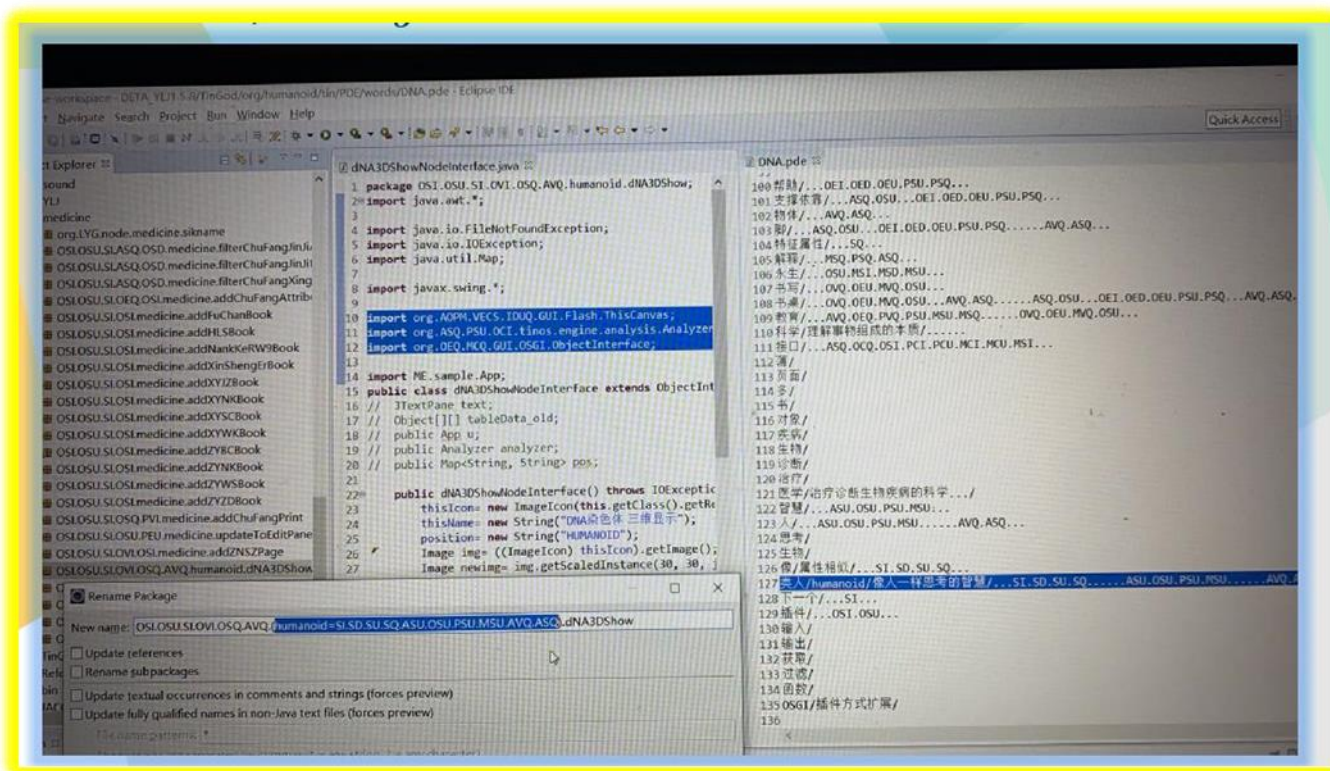 se-workspace - DETA_YL/1.5.8/TinGod/org/humanoid/tin/PDE/words/DNA.pde - Eclipse IDE
Navigate Search Project Run Window Help
Quick Access
ct Explorer
sound
YLJ
medicine
org.LYG.node.medicine.sikname
OSI.OSU.SI.ASQ.OSD.medicine.filterChuFangJinJi
OSI.OSU.SI.ASQ.OSD.medicine.filterChuFangJinJi
OSI.OSU.SI.ASQ.OSD.medicine.filterChuFangXing
OSI.OSU.SI.OEQ.OSI.medicine.addChuFangAttrib
OSI.OSU.SI.OSI.medicine.addFuChanBook
OSI.OSU.SI.OSI.medicine.addHLSBook
OSI.OSU.SI.OSI.medicine.addNankKeRW9Book
OSI.OSU.SI.OSI.medicine.addXinShengErBook
OSI.OSU.SI.OSI.medicine.addXYJZBook
OSI.OSU.SI.OSI.medicine.addXYNKBook
OSI.OSU.SI.OSI.medicine.addXYSCBook
OSI.OSU.SI.OSI.medicine.addXYWKBook
OSI.OSU.SI.OSI.medicine.addZYBCBook
OSI.OSU.SI.OSI.medicine.addZYNKBook
OSI.OSU.SI.OSI.medicine.addZYWSBook
OSI.OSU.SI.OSI.medicine.addZYZDBook
OSI.OSU.SI.OSQ.PVI.medicine.addChuFangPrint
OSI.OSU.SI.OSU.PEU.medicine.updateToEditPane
OSI.OSU.SI.OVI.OSI.medicine.addZNSZPage
OSI.OSU.SI.OVI.OSQ.AVQ.humanoid.dNA3DShow
dNA3DShowNodeInterface.java
1 package OSI.OSU.SI.OVI.OSQ.AVQ.humanoid.dNA3DShow;
2 import java.awt.*;
3
4 import java.io.FileNotFoundException;
5 import java.io.IOException;
6 import java.util.Map;
7
8 import javax.swing.*;
9
10 import org.AOPM.VECS.IDUQ.GUI.Flash.ThisCanvas;
11 import org.ASQ.PSU.OCI.tinos.engine.analysis.Analyzer
12 import org.OEQ.MCQ.GUI.OSGI.ObjectInterface;
13
14 import ME.sample.App;
15 public class dNA3DShowNodeInterface extends ObjectInt
16 // JTextPane text;
17 // Object[][] tableData_old;
18 // public App u;
19 // public Analyzer analyzer;
20 // public Map<String, String> pos;
21
22 public dNA3DShowNodeInterface() throws IOExceptic
23 thisIcon= new ImageIcon(this.getClass().getRe
24 thisName= new String("DNA染色体 三维显示");
25 position= new String("HUMANOID");
26 Image img= ((ImageIcon) thisIcon).getImage();
27 Image newimg= img.getScaledInstance(30, 30, j
DNA.pde
100 帮助/...OEI.OED.OEU.PSU.PSQ...
101 支撑依靠/...ASQ.OSU...OEI.OED.OEU.PSU.PSQ...
102 物体/...AVQ.ASQ...
103 脚/...ASQ.OSU...OEI.OED.OEU.PSU.PSQ......AVQ.ASQ...
104 特征属性/...SQ...
105 解释/...MSQ.PSQ.ASQ...
106 永生/...OSU.MSI.MSD.MSU...
107 书写/...OVQ.OEU.MVQ.OSU...
108 书桌/...OVQ.OEU.MVQ.OSU...AVQ.ASQ......ASQ.OSU...OEI.OED.OEU.PSU.PSQ...AVQ.ASQ.
109 教育/...AVQ.OEQ.PVQ.PSU.MSU.MSQ......OVQ.OEU.MVQ.OSU...
110 科学/理解事物组成的本质/......
111 接口/...ASQ.OCQ.OSI.PCI.PCU.MCI.MCU.MSI...
112 薄/
113 页面/
114 多/
115 书/
116 对象/
117 疾病/
118 生物/
119 诊断/
120 治疗/
121 医学/治疗诊断生物疾病的科学.../
122 智慧/...ASU.OSU.PSU.MSU...
123 人/...ASU.OSU.PSU.MSU......AVQ.ASQ...
124 思考/
125 生物/
126 像/属性相似/...SI.SD.SU.SQ...
127 类人/humanoid/像人一样思考的智慧/...SI.SD.SU.SQ......ASU.OSU.PSU.MSU......AVQ.A
128 下一个/...SI...
129 插件/...OSI.OSU...
130 输入/
131 输出/
132 获取/
133 过滤/
134 函数/
135 OSGI/插件方式扩展/
136
Rename Package
New name: OSI.OSU.SI.OVI.OSQ.AVQ.(humanoid=SI.SD.SU.SQ.ASU.OSU.PSU.MSU.AVQ.ASQ).dNA3DShow
Update references
Rename subpackages
Update textual occurrences in comments and strings (forces preview)
Update fully qualified names in non-Java text files (forces preview)
File name patterns: *